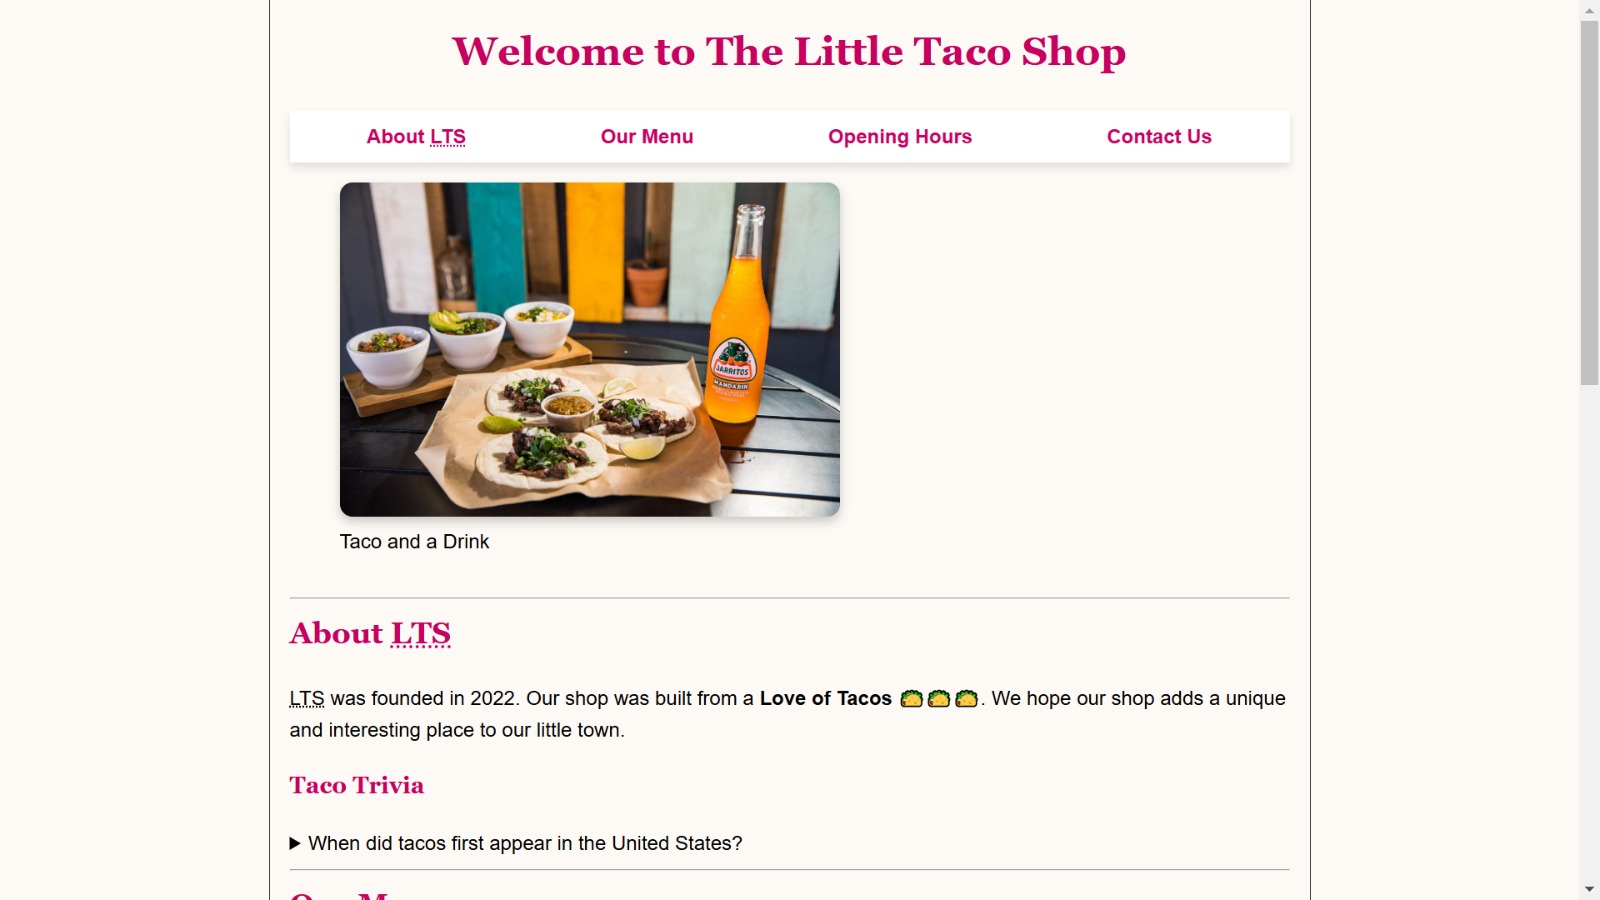 Welcome to The Little Taco Shop
About LTS
Our Menu
Opening Hours
Contact Us
JARRITOS
MANDARIN
Taco and a Drink
About LTS
LTS was founded in 2022. Our shop was built from a Love of Tacos 🌮🌮🌮. We hope our shop adds a unique
and interesting place to our little town.
Taco Trivia
▶ When did tacos first appear in the United States?